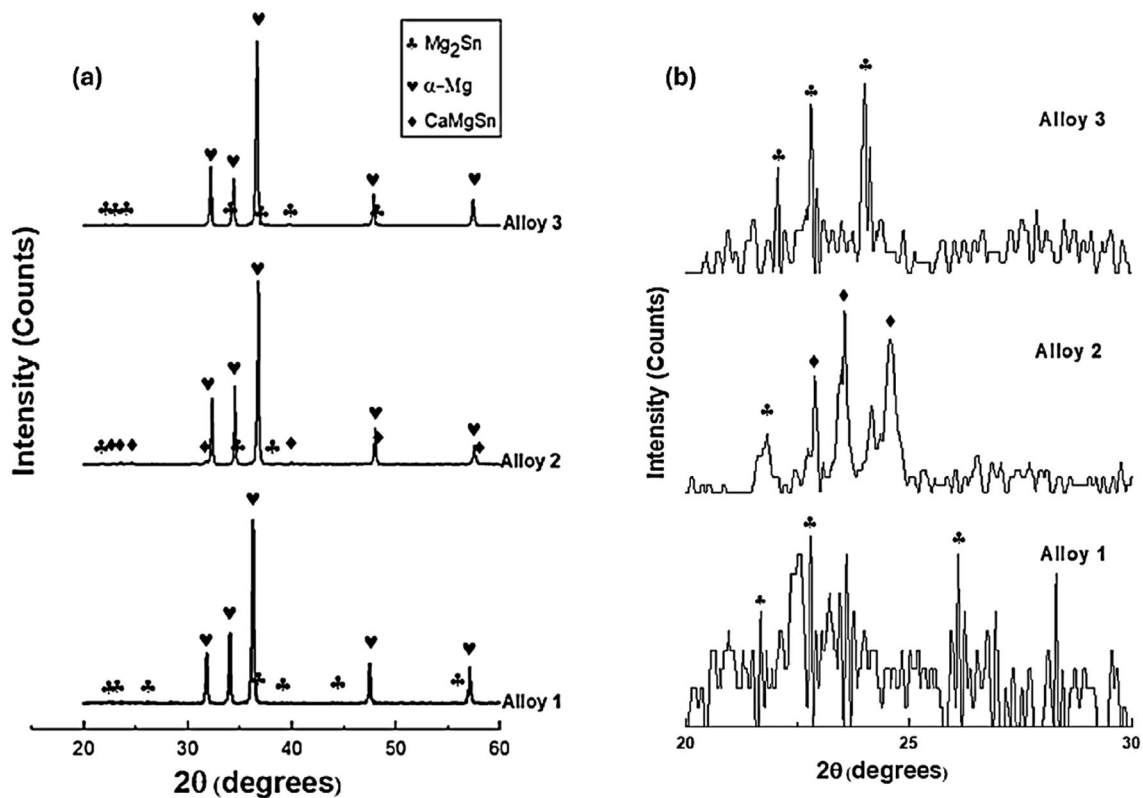 (a)
♣ Mg2Sn
♥ α-Mg
♦ CaMgSn
Alloy 3
Alloy 2
Alloy 1
Intensity (Counts)
20 30 40 50 60
2θ (degrees)
(b)
Alloy 3
Alloy 2
Alloy 1
Intensity (Counts)
20 25 30
2θ (degrees)